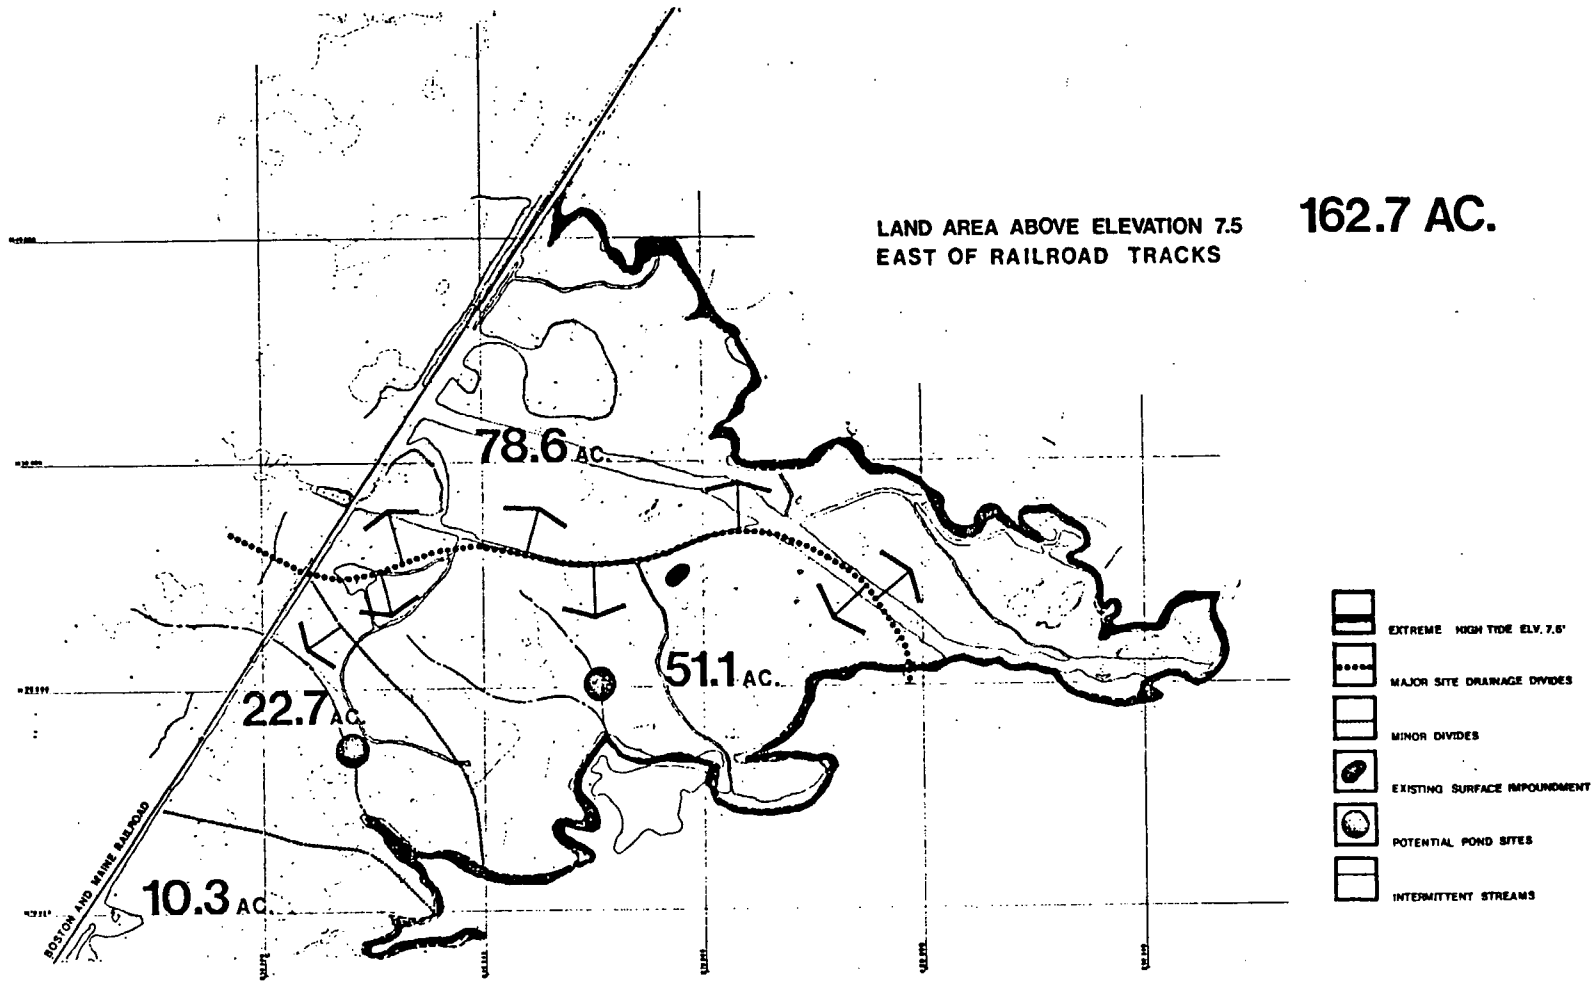 LAND AREA ABOVE ELEVATION 7.5
EAST OF RAILROAD TRACKS
162.7 AC.
78.6 AC.
51.1 AC.
22.7 AC.
10.3 AC.
BOSTON AND MAINE RAILROAD
EXTREME HIGH TIDE ELV. 7.5'
MAJOR SITE DRAINAGE DIVIDES
MINOR DIVIDES
EXISTING SURFACE IMPOUNDMENT
POTENTIAL POND SITES
INTERMITTENT STREAMS